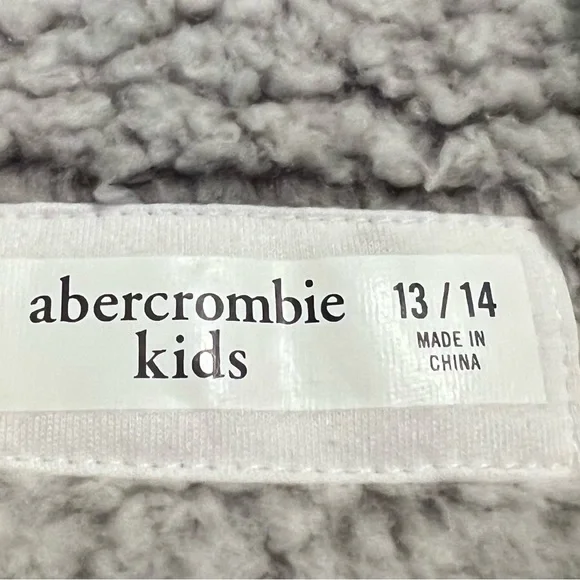 abercrombie
kids
13 / 14
MADE IN
CHINA